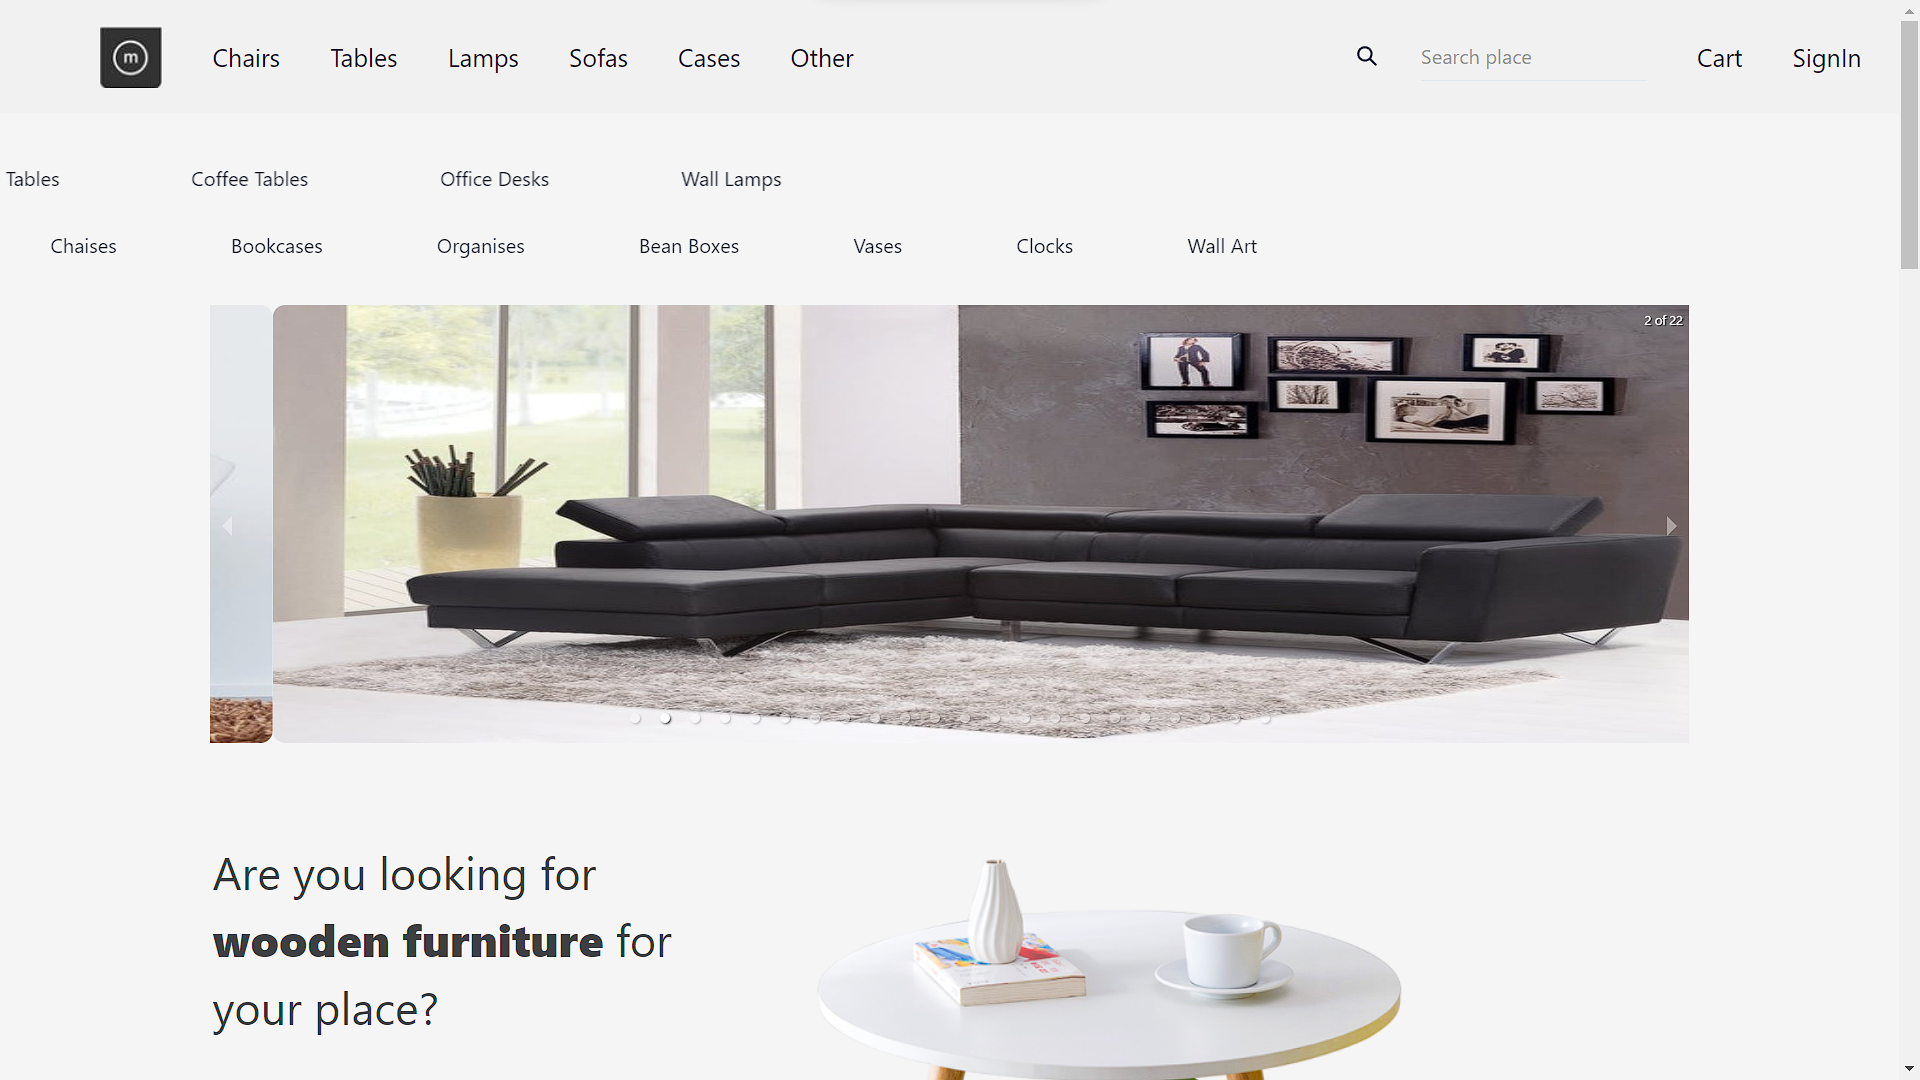 m Chairs Tables Lamps Sofas Cases Other Search place Cart SignIn
Tables Coffee Tables Office Desks Wall Lamps
Chaises Bookcases Organises Bean Boxes Vases Clocks Wall Art
2 of 22
Are you looking for
wooden furniture for
your place?